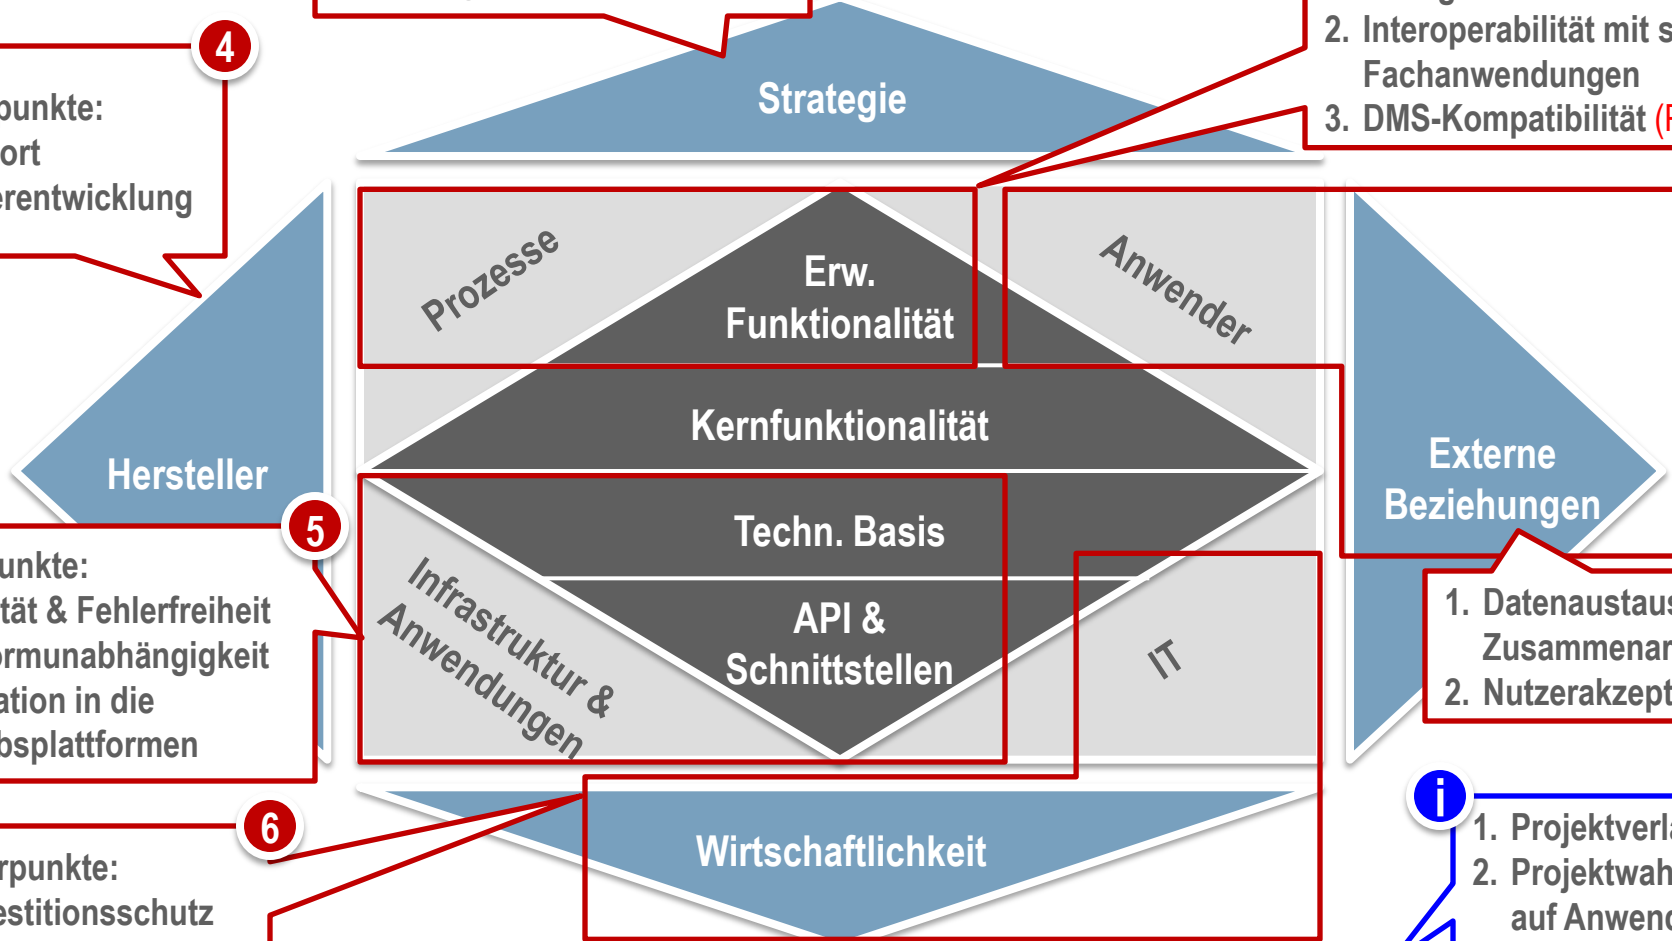 4
punkte:
ort
erentwicklung
2. Interoperabilität mit s
Fachanwendungen
3. DMS-Kompatibilität (
Strategie
Prozesse
Erw.
Funktionalität
Anwender
Kernfunktionalität
Hersteller
Externe
Beziehungen
5
unkte:
tät & Fehlerfreiheit
ormunabhängigkeit
ation in die
bsplattformen
Techn. Basis
Infrastruktur &
Anwendungen
API &
Schnittstellen
IT
1. Datenaustaus
Zusammenar
2. Nutzerakzept
6
rpunkte:
estitionsschutz
Wirtschaftlichkeit
i
1. Projektverla
2. Projektwah
auf Anwend